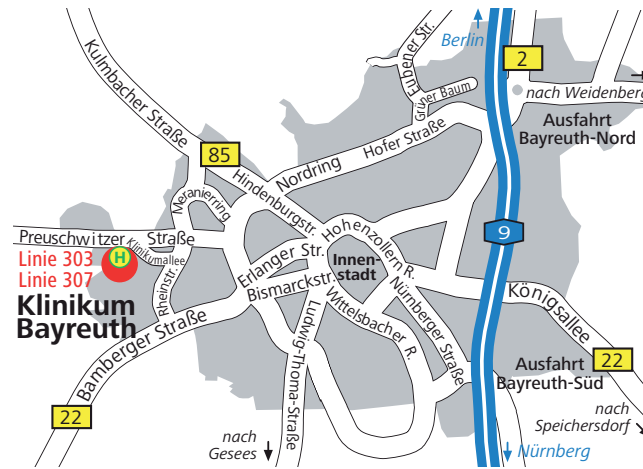 Berlin
2
Kulmbacher Straße
Eubener Str.
Grüner Baum
nach Weidenberg
Ausfahrt
Bayreuth-Nord
85
Nordring
Hofer Straße
Hindenburgstr.
Meranierring
Preuschwitzer Straße
Klinikumallee
H
Linie 303
Linie 307
Rheinstr.
Klinikum
Bayreuth
Hohenzollern R.
9
Erlanger Str.
Innen-
stadt
Bismarckstr.
Königsallee
Bamberger Straße
Ludwig-Thoma-Straße
Wittelsbacher R.
Nürnberger Straße
22
Ausfahrt
Bayreuth-Süd
22
nach
Speichersdorf
nach
Gesees
Nürnberg